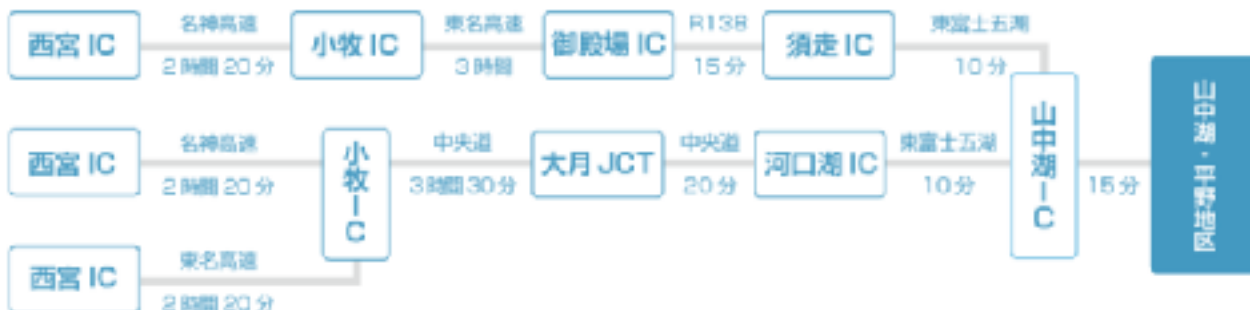 西宮 IC
名神高速
2時間20分
小牧 IC
東名高速
3時間
御殿場 IC
R138
15分
須走 IC
東富士五湖
10分
西宮 IC
名神高速
2時間20分
小牧IC
中央道
3時間30分
大月 JCT
中央道
20分
河口湖 IC
東富士五湖
10分
山中湖IC
15分
山中湖・平野地区
西宮 IC
東名高速
2時間20分